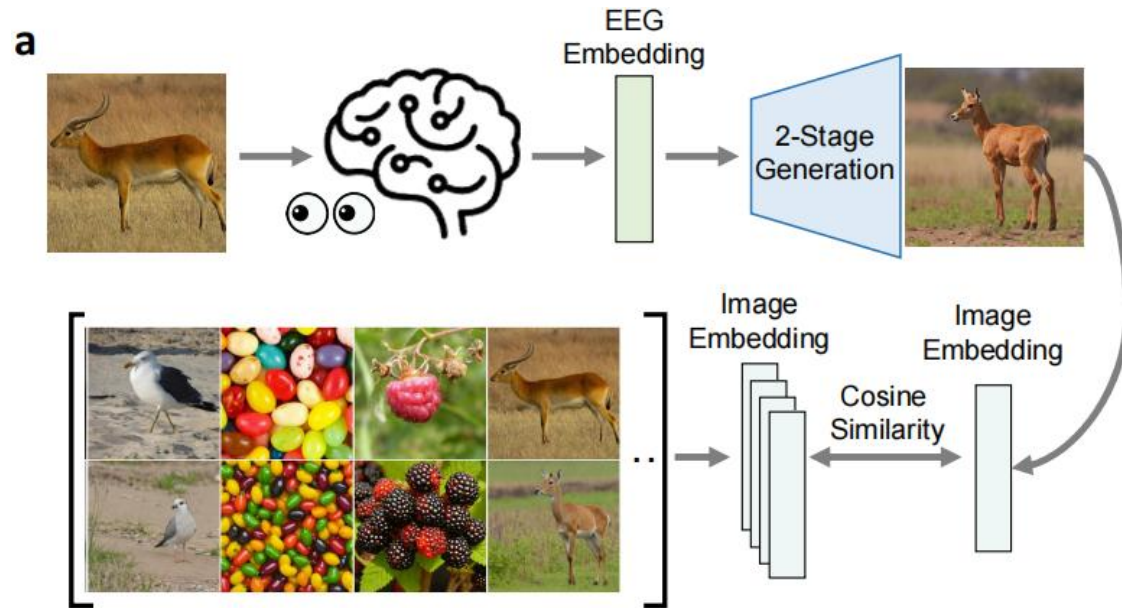 a
EEG
Embedding
2-Stage
Generation
Image
Embedding
Image
Embedding
Cosine
Similarity
..